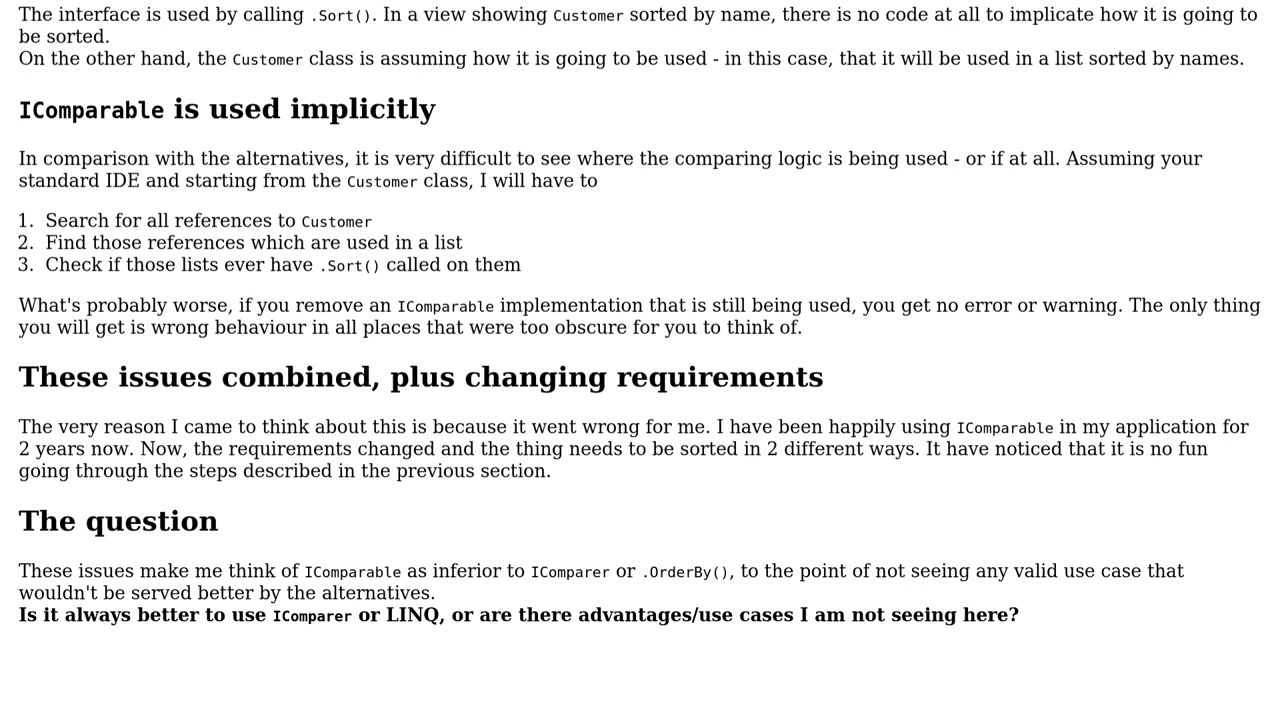 The interface is used by calling .Sort(). In a view showing Customer sorted by name, there is no code at all to implicate how it is going to
be sorted.
On the other hand, the Customer class is assuming how it is going to be used - in this case, that it will be used in a list sorted by names.
IComparable is used implicitly
In comparison with the alternatives, it is very difficult to see where the comparing logic is being used - or if at all. Assuming your
standard IDE and starting from the Customer class, I will have to
1. Search for all references to Customer
2. Find those references which are used in a list
3. Check if those lists ever have .Sort() called on them
What's probably worse, if you remove an IComparable implementation that is still being used, you get no error or warning. The only thing
you will get is wrong behaviour in all places that were too obscure for you to think of.
These issues combined, plus changing requirements
The very reason I came to think about this is because it went wrong for me. I have been happily using IComparable in my application for
2 years now. Now, the requirements changed and the thing needs to be sorted in 2 different ways. It have noticed that it is no fun
going through the steps described in the previous section.
The question
These issues make me think of IComparable as inferior to IComparer or .OrderBy(), to the point of not seeing any valid use case that
wouldn't be served better by the alternatives.
Is it always better to use IComparer or LINQ, or are there advantages/use cases I am not seeing here?